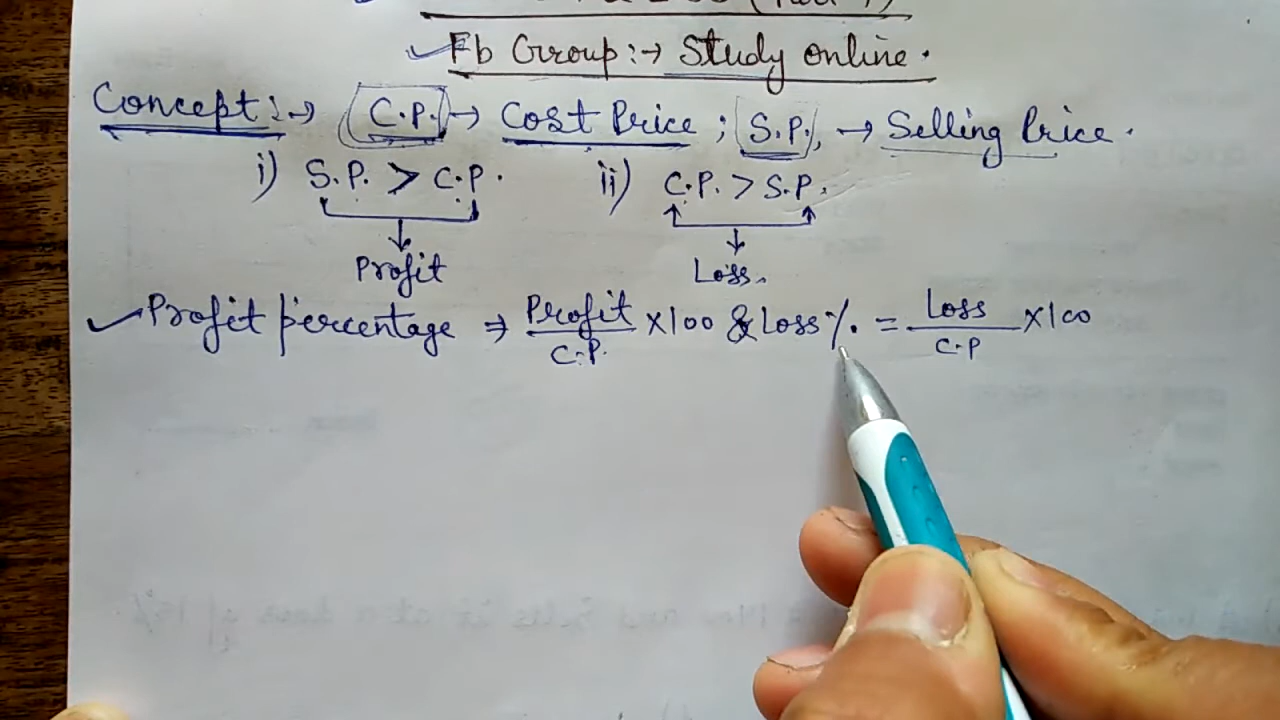 Fb Group:→ Study online.
Concept:→ C.P. → Cost Price ; S.P. → Selling Price.
i) S.P. > C.P. ii) C.P. > S.P.
Profit Loss.
Profit percentage ⇒ Profit/C.P. ×100 & Loss % = Loss/C.P ×100